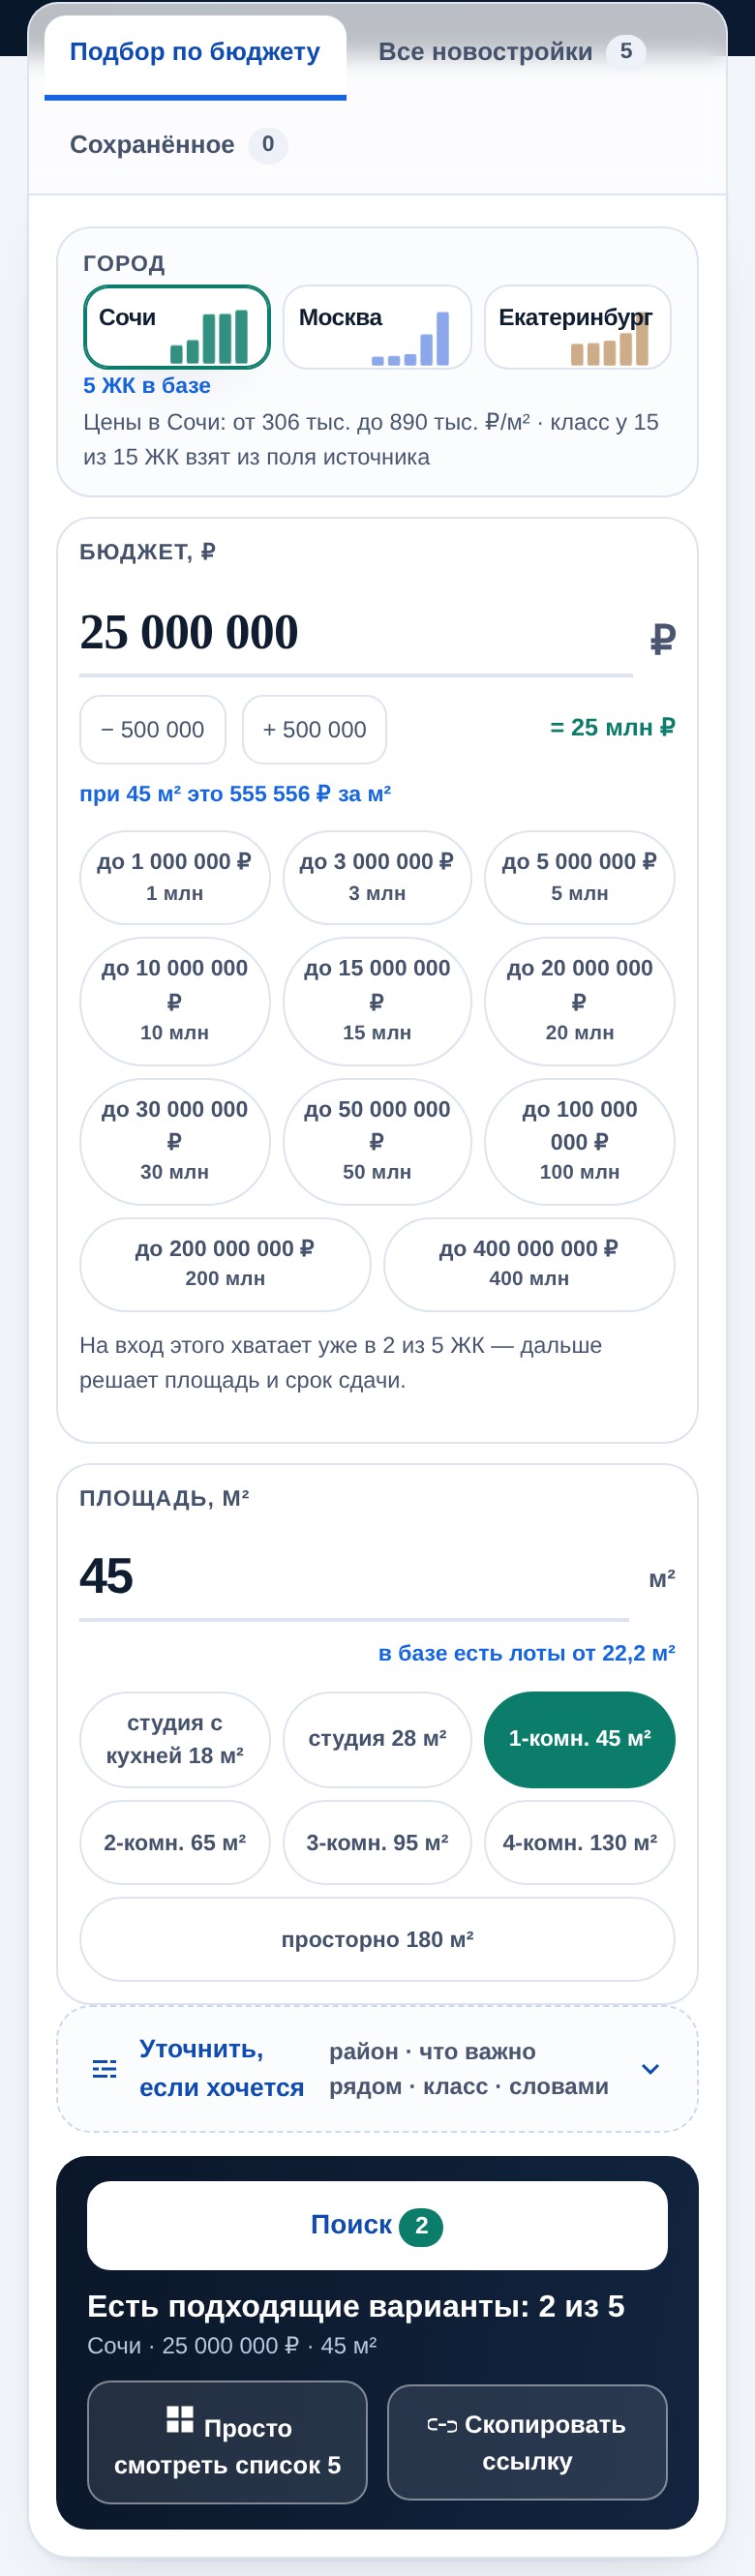 Подбор по бюджету
Все новостройки 5
Сохранённое 0
ГОРОД
Сочи
Москва
Екатеринбург
5 ЖК в базе
Цены в Сочи: от 306 тыс. до 890 тыс. ₽/м² · класс у 15
из 15 ЖК взят из поля источника
БЮДЖЕТ, ₽
25 000 000 ₽
− 500 000
+ 500 000
= 25 млн ₽
при 45 м² это 555 556 ₽ за м²
до 1 000 000 ₽
1 млн
до 3 000 000 ₽
3 млн
до 5 000 000 ₽
5 млн
до 10 000 000
₽
10 млн
до 15 000 000
₽
15 млн
до 20 000 000
₽
20 млн
до 30 000 000
₽
30 млн
до 50 000 000
₽
50 млн
до 100 000
000 ₽
100 млн
до 200 000 000 ₽
200 млн
до 400 000 000 ₽
400 млн
На вход этого хватает уже в 2 из 5 ЖК — дальше
решает площадь и срок сдачи.
ПЛОЩАДЬ, М²
45 м²
в базе есть лоты от 22,2 м²
студия с
кухней 18 м²
студия 28 м²
1-комн. 45 м²
2-комн. 65 м²
3-комн. 95 м²
4-комн. 130 м²
просторно 180 м²
Уточнить,
если хочется
район · что важно
рядом · класс · словами
Поиск 2
Есть подходящие варианты: 2 из 5
Сочи · 25 000 000 ₽ · 45 м²
Просто
смотреть список 5
Скопировать
ссылку